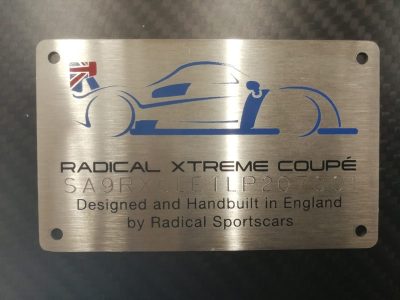 RADICAL XTREME COUPÉ
Designed and Handbuilt in England
by Radical Sportscars